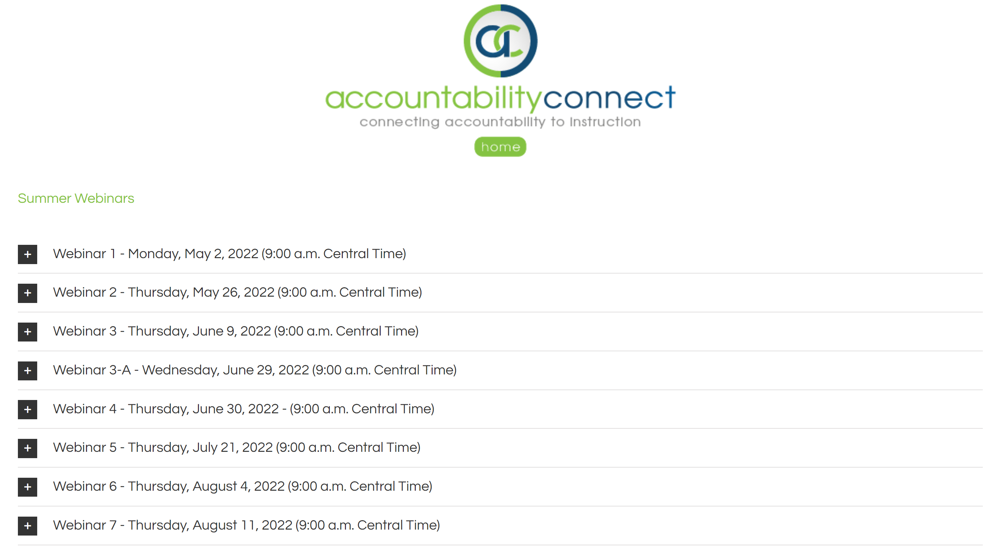 ac
accountabilityconnect
connecting accountability to instruction
home
Summer Webinars
+ Webinar 1 - Monday, May 2, 2022 (9:00 a.m. Central Time)
+ Webinar 2 - Thursday, May 26, 2022 (9:00 a.m. Central Time)
+ Webinar 3 - Thursday, June 9, 2022 (9:00 a.m. Central Time)
+ Webinar 3-A - Wednesday, June 29, 2022 (9:00 a.m. Central Time)
+ Webinar 4 - Thursday, June 30, 2022 - (9:00 a.m. Central Time)
+ Webinar 5 - Thursday, July 21, 2022 (9:00 a.m. Central Time)
+ Webinar 6 - Thursday, August 4, 2022 (9:00 a.m. Central Time)
+ Webinar 7 - Thursday, August 11, 2022 (9:00 a.m. Central Time)